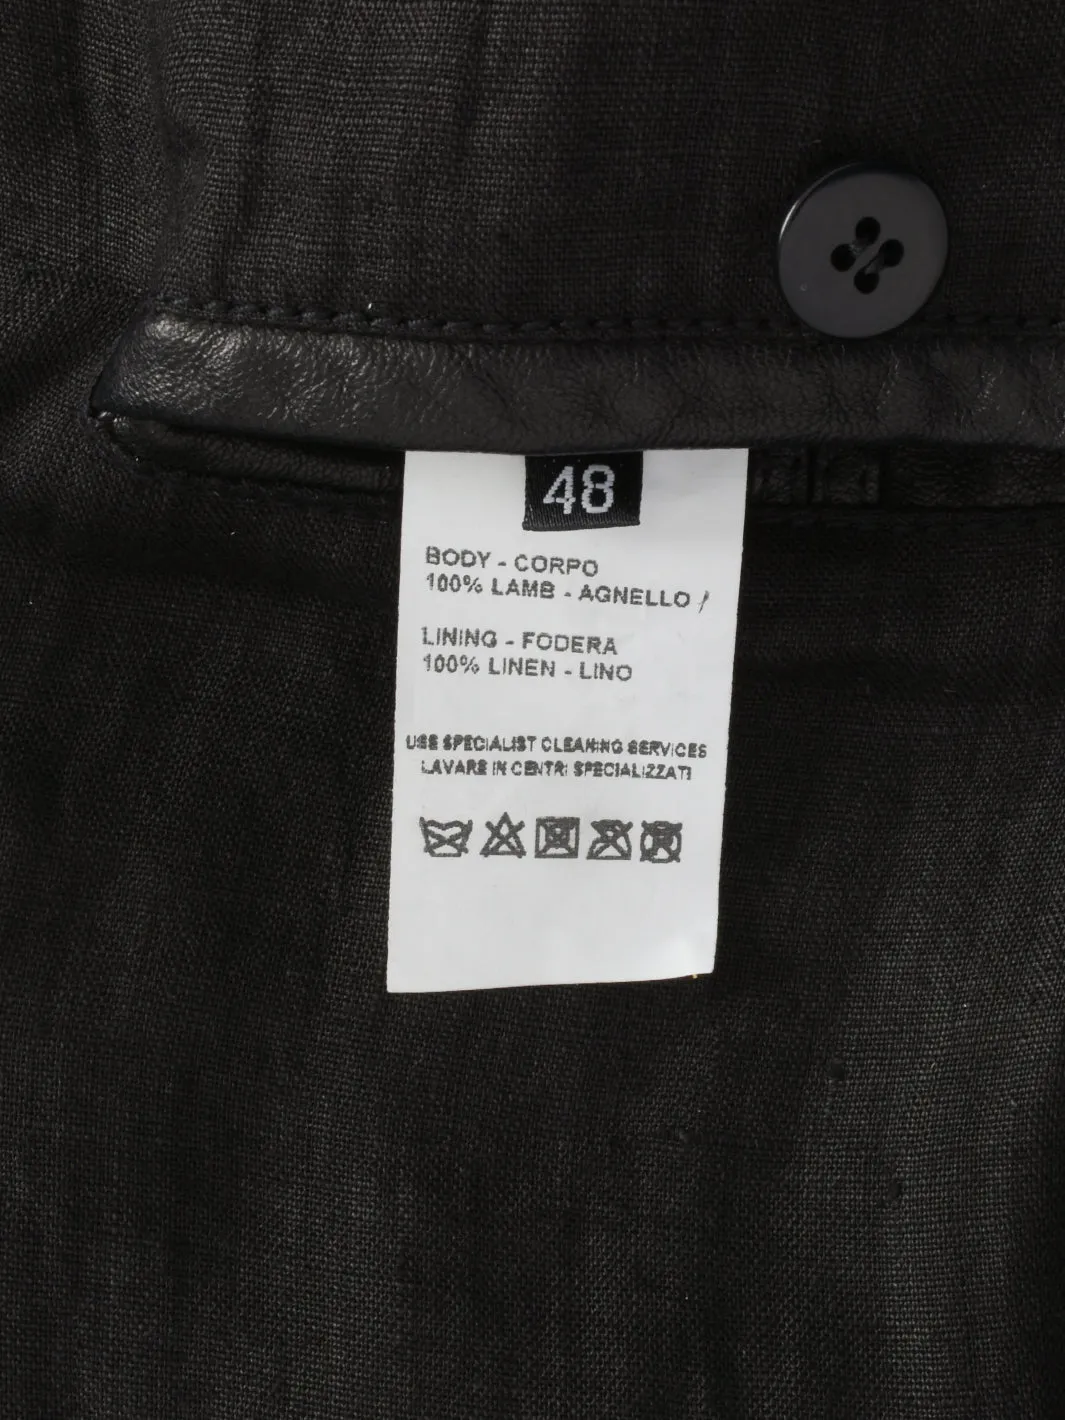 48
BODY - CORPO
100% LAMB - AGNELLO /
LINING - FODERA
100% LINEN - LINO
USE SPECIALIST CLEANING SERVICES
LAVARE IN CENTRI SPECIALIZZATI